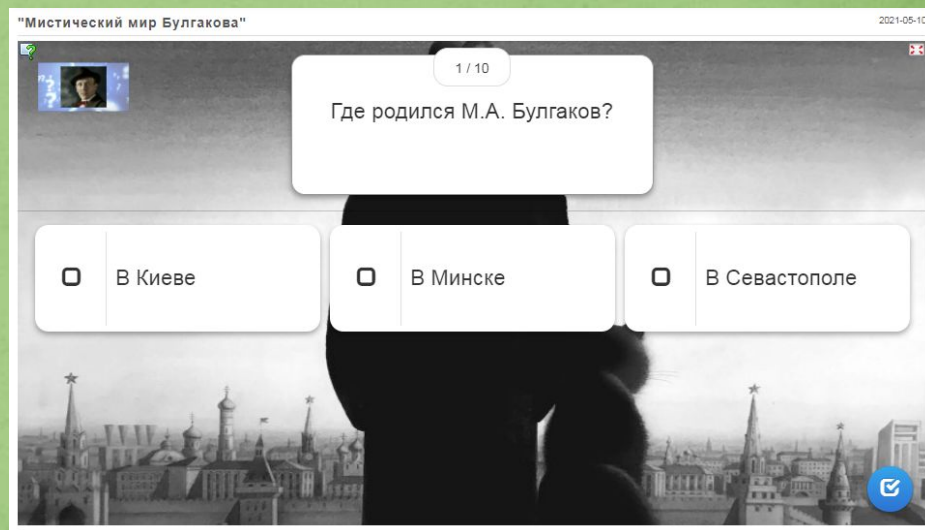 "Мистический мир Булгакова"
2021-05-10
1 / 10
Где родился М.А. Булгаков?
В Киеве
В Минске
В Севастополе